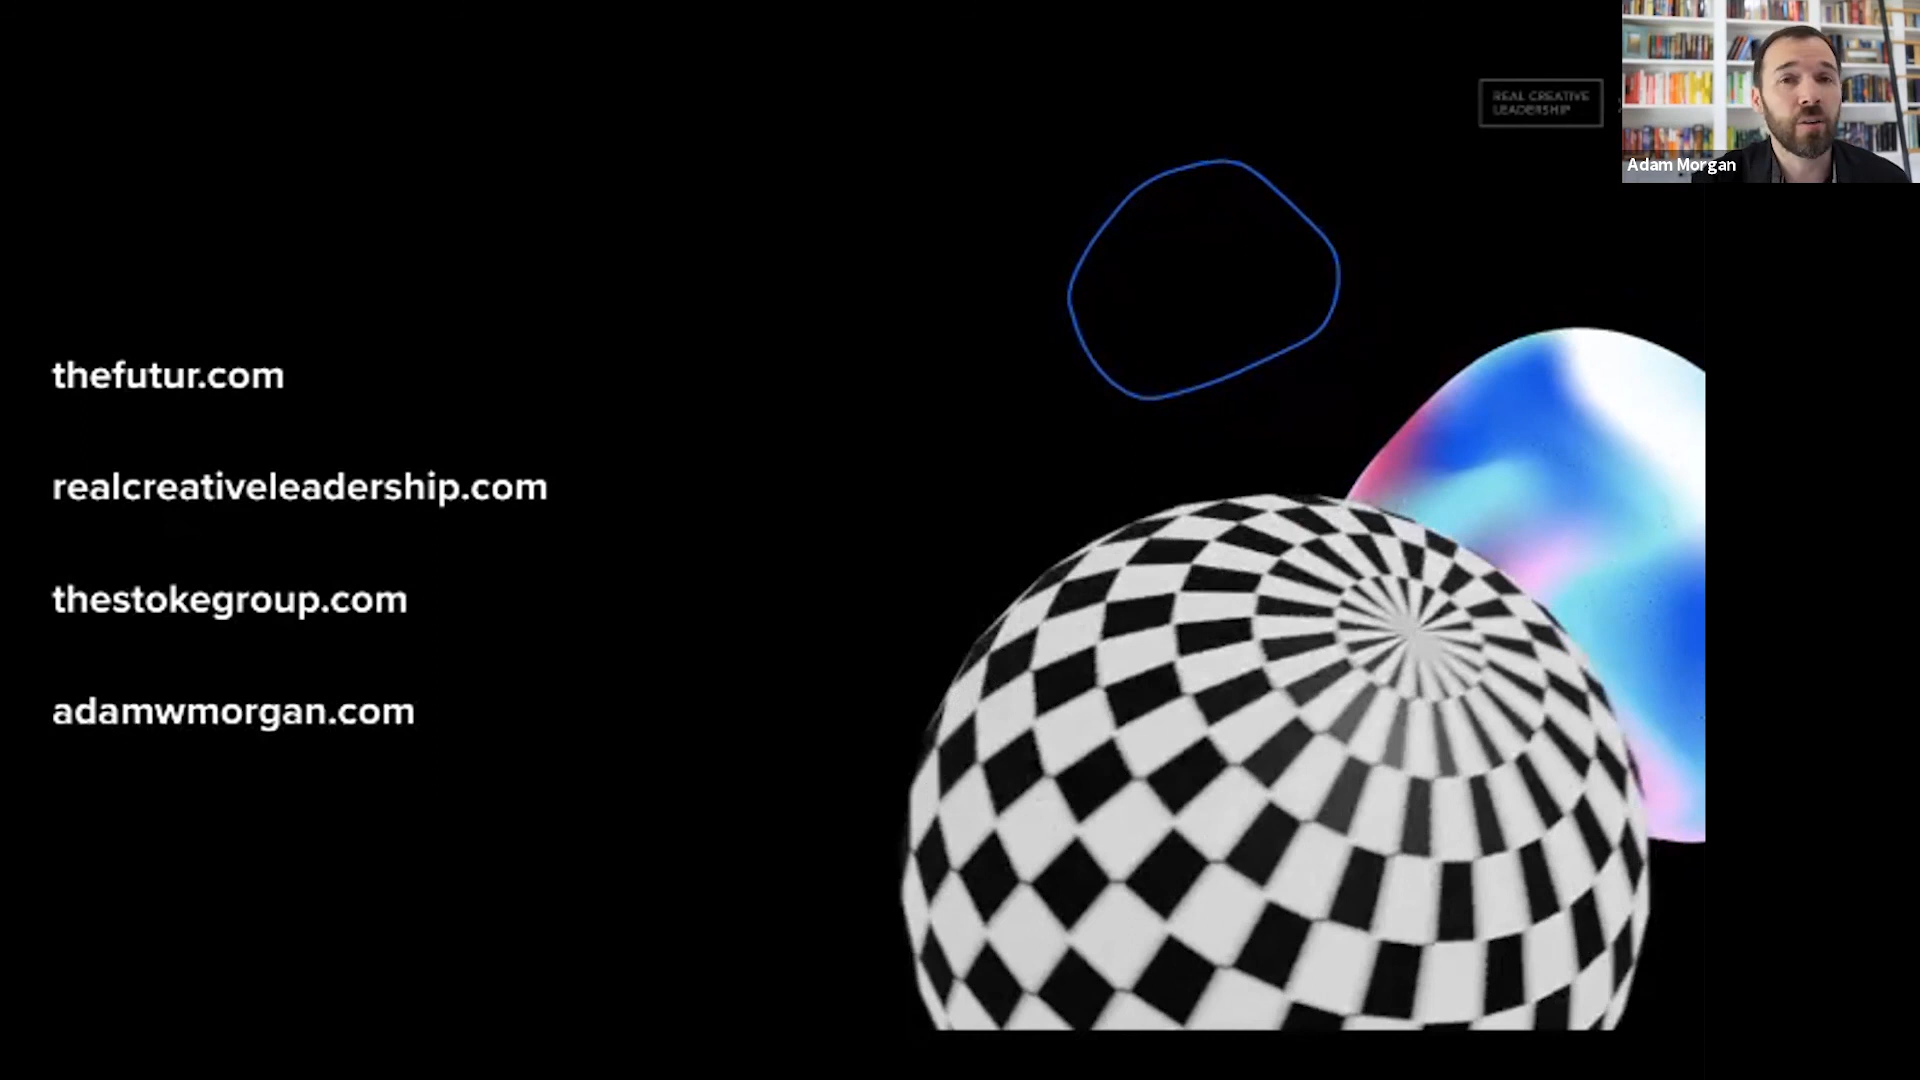 REAL CREATIVE
LEADERSHIP
Adam Morgan
thefutur.com
realcreativeleadership.com
thestokegroup.com
adamwmorgan.com